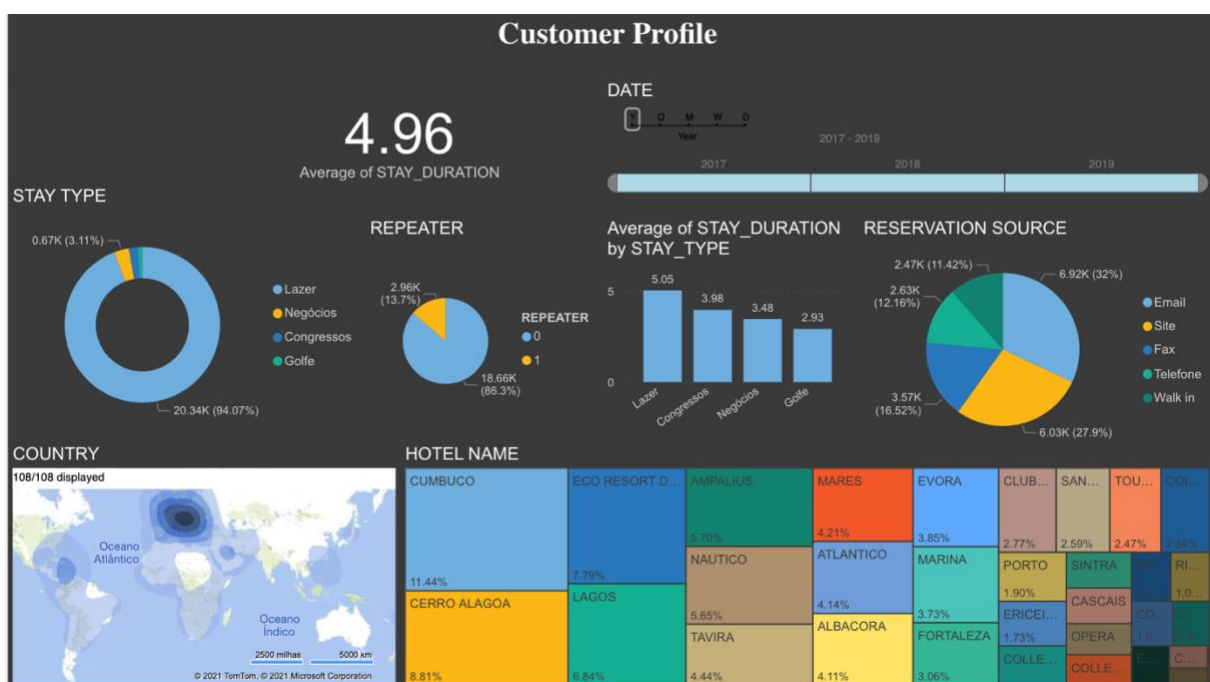 Customer Profile
4.96
Average of STAY_DURATION
DATE
Y Q M W D
Year
2017 - 2019
2017 2018 2019
STAY TYPE
0.67K (3.11%)
20.34K (94.07%)
Lazer
Negócios
Congressos
Golfe
REPEATER
2.96K
(13.7%)
18.66K
(86.3%)
REPEATER
0
1
Average of STAY_DURATION
by STAY_TYPE
5
0
5.05
3.98
3.48
2.93
Lazer
Congressos
Negócios
Golfe
RESERVATION SOURCE
2.47K (11.42%)
2.63K
(12.16%)
3.57K
(16.52%)
6.92K (32%)
6.03K (27.9%)
Email
Site
Fax
Telefone
Walk in
COUNTRY
108/108 displayed
Oceano
Atlântico
Oceano
Índico
2500 milhas 5000 km
© 2021 TomTom, © 2021 Microsoft Corporation
HOTEL NAME
CUMBUCO
11.44%
CERRO ALAGOA
8.81%
ECO RESORT D...
7.79%
LAGOS
6.84%
AMPALIUS
5.70%
NAUTICO
5.65%
TAVIRA
4.44%
MARES
4.21%
ATLANTICO
4.14%
ALBACORA
4.11%
EVORA
3.85%
MARINA
3.73%
FORTALEZA
3.06%
CLUB...
2.77%
SAN...
2.59%
TOU...
2.47%
2.34%
PORTO
1.90%
ERICEI...
1.73%
COLLE...
SINTRA
CASCAIS
OPERA
COLLE...
CO...
RI...
1.0...
E...
C...